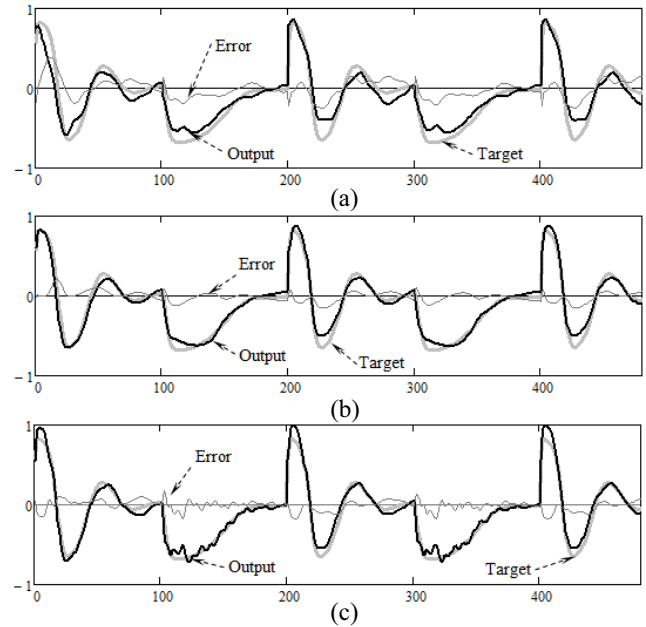 1
Error
0
Output
Target
− 1
0 100 200 300 400
(a)
1
Error
0
Output
Target
− 1
0 100 200 300 400
(b)
1
Error
0
Output
Target
− 1
0 100 200 300 400
(c)